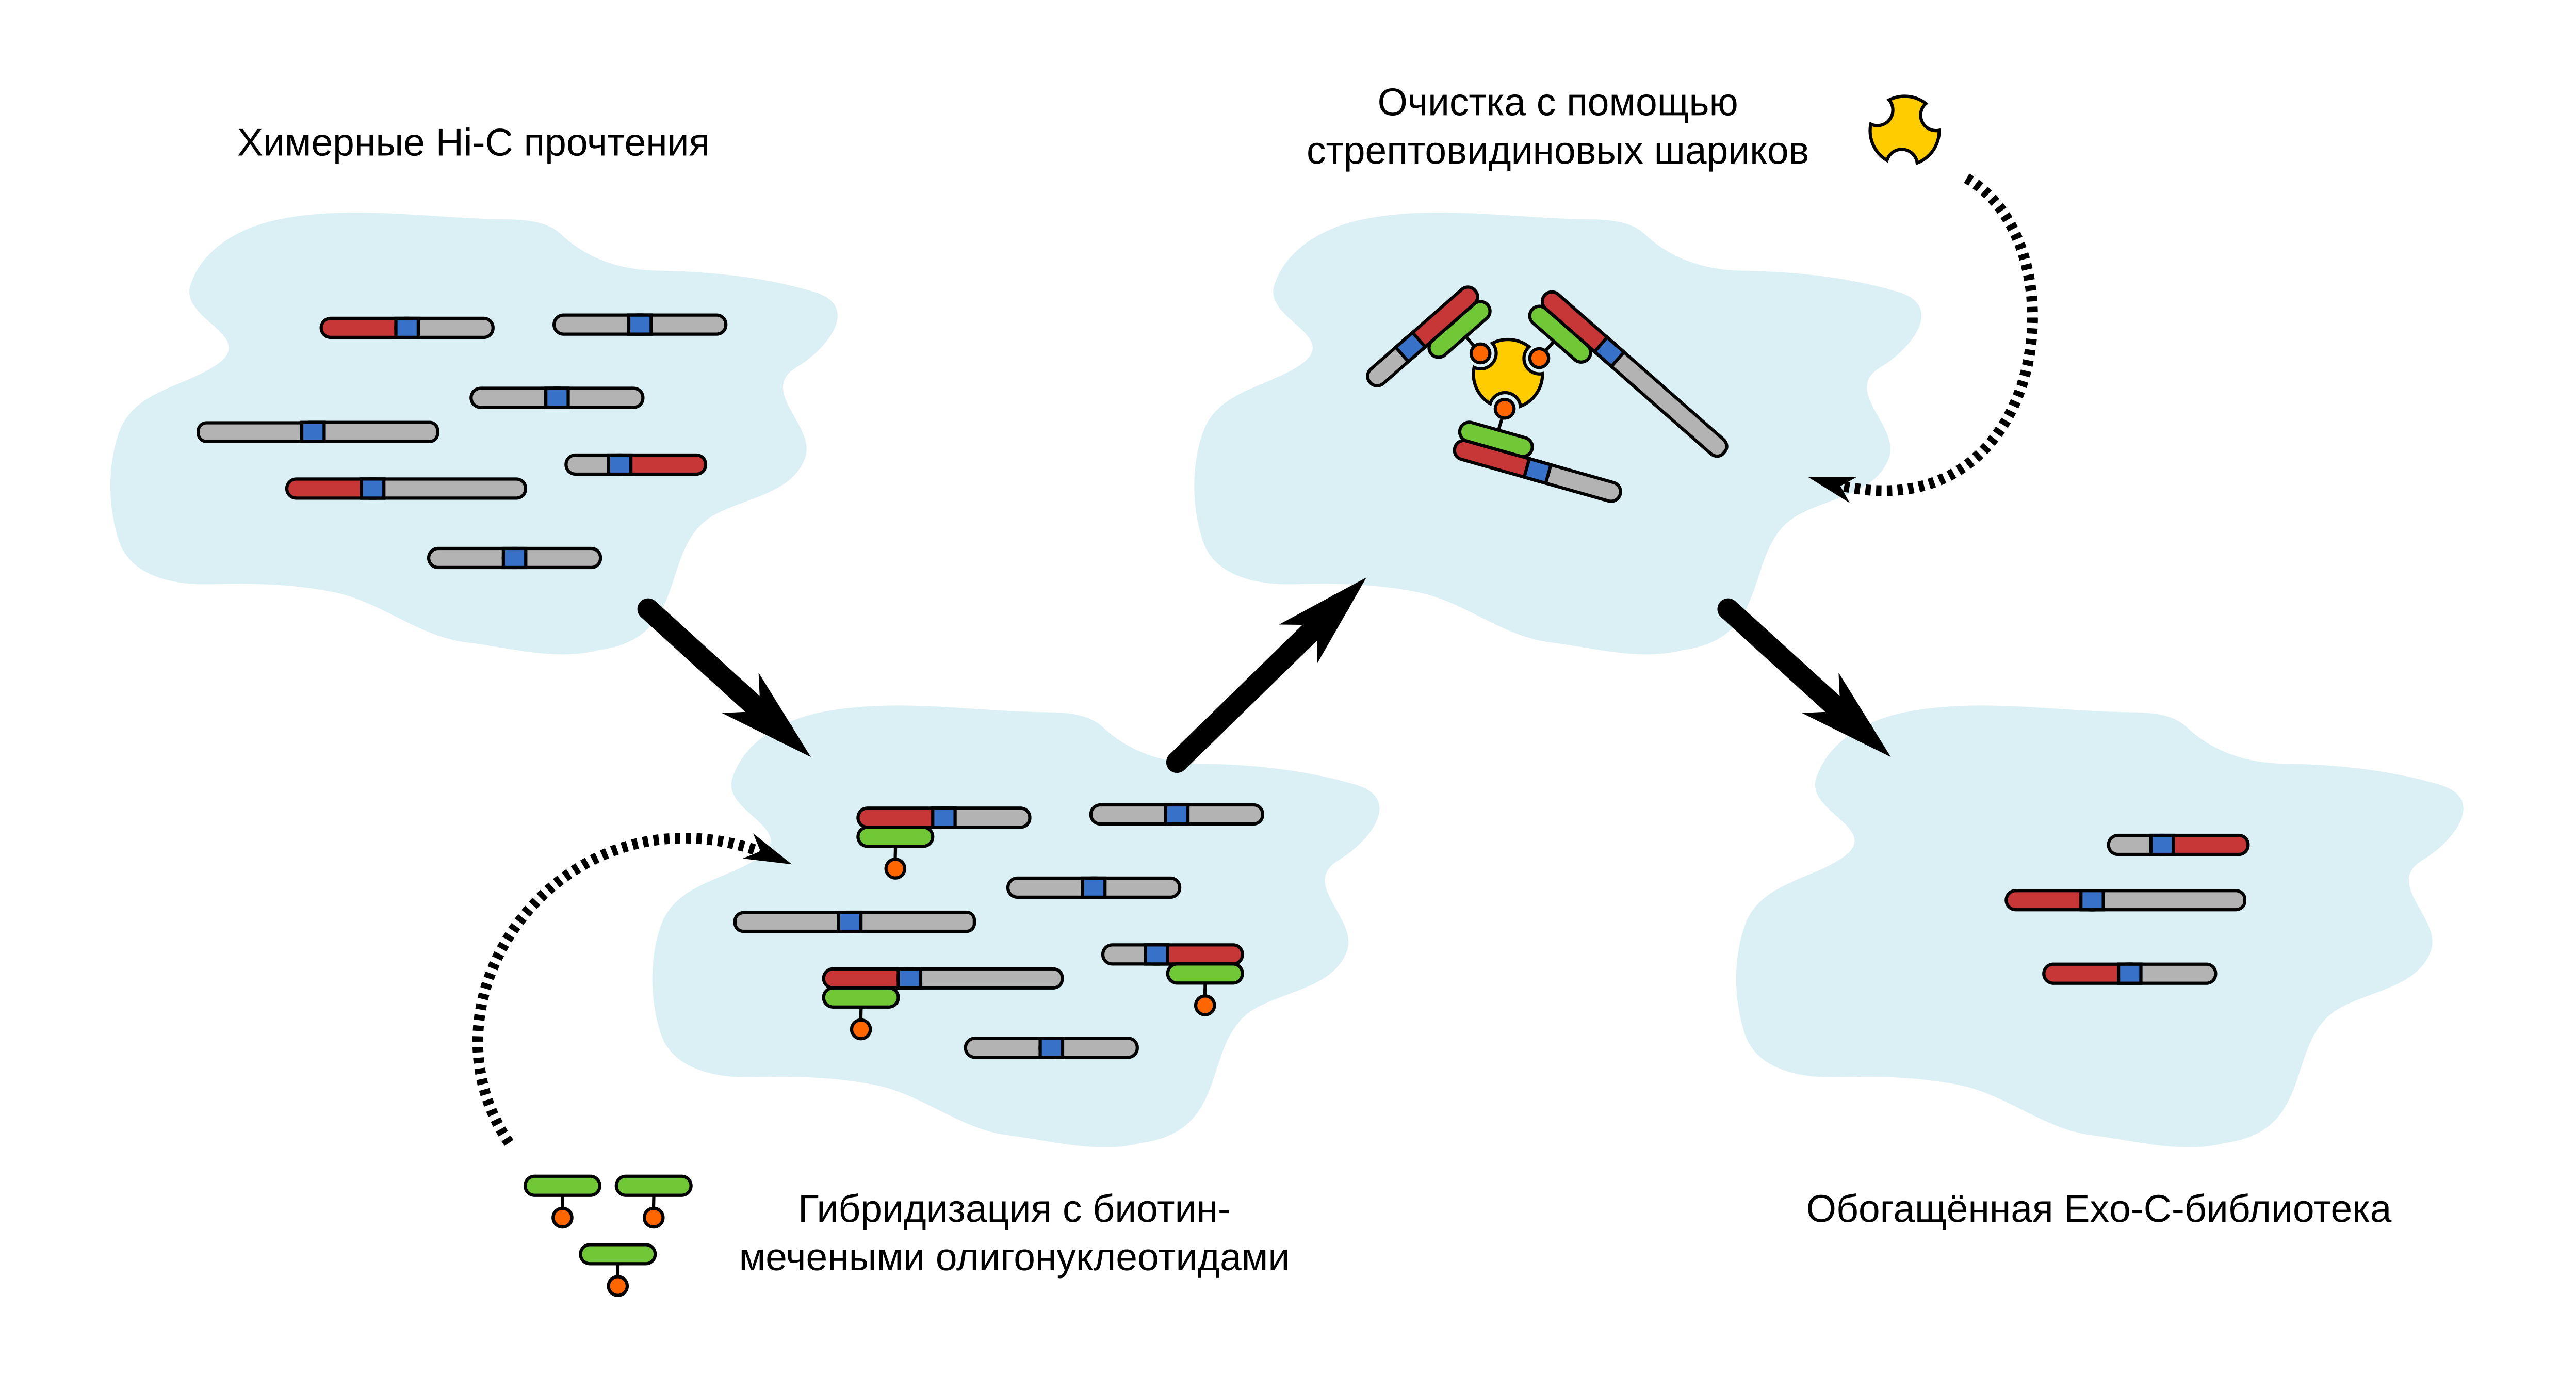 Химерные Hi-C прочтения
Очистка с помощью
стрептовидиновых шариков
Гибридизация с биотин-
мечеными олигонуклеотидами
Обогащённая Exo-C-библиотека